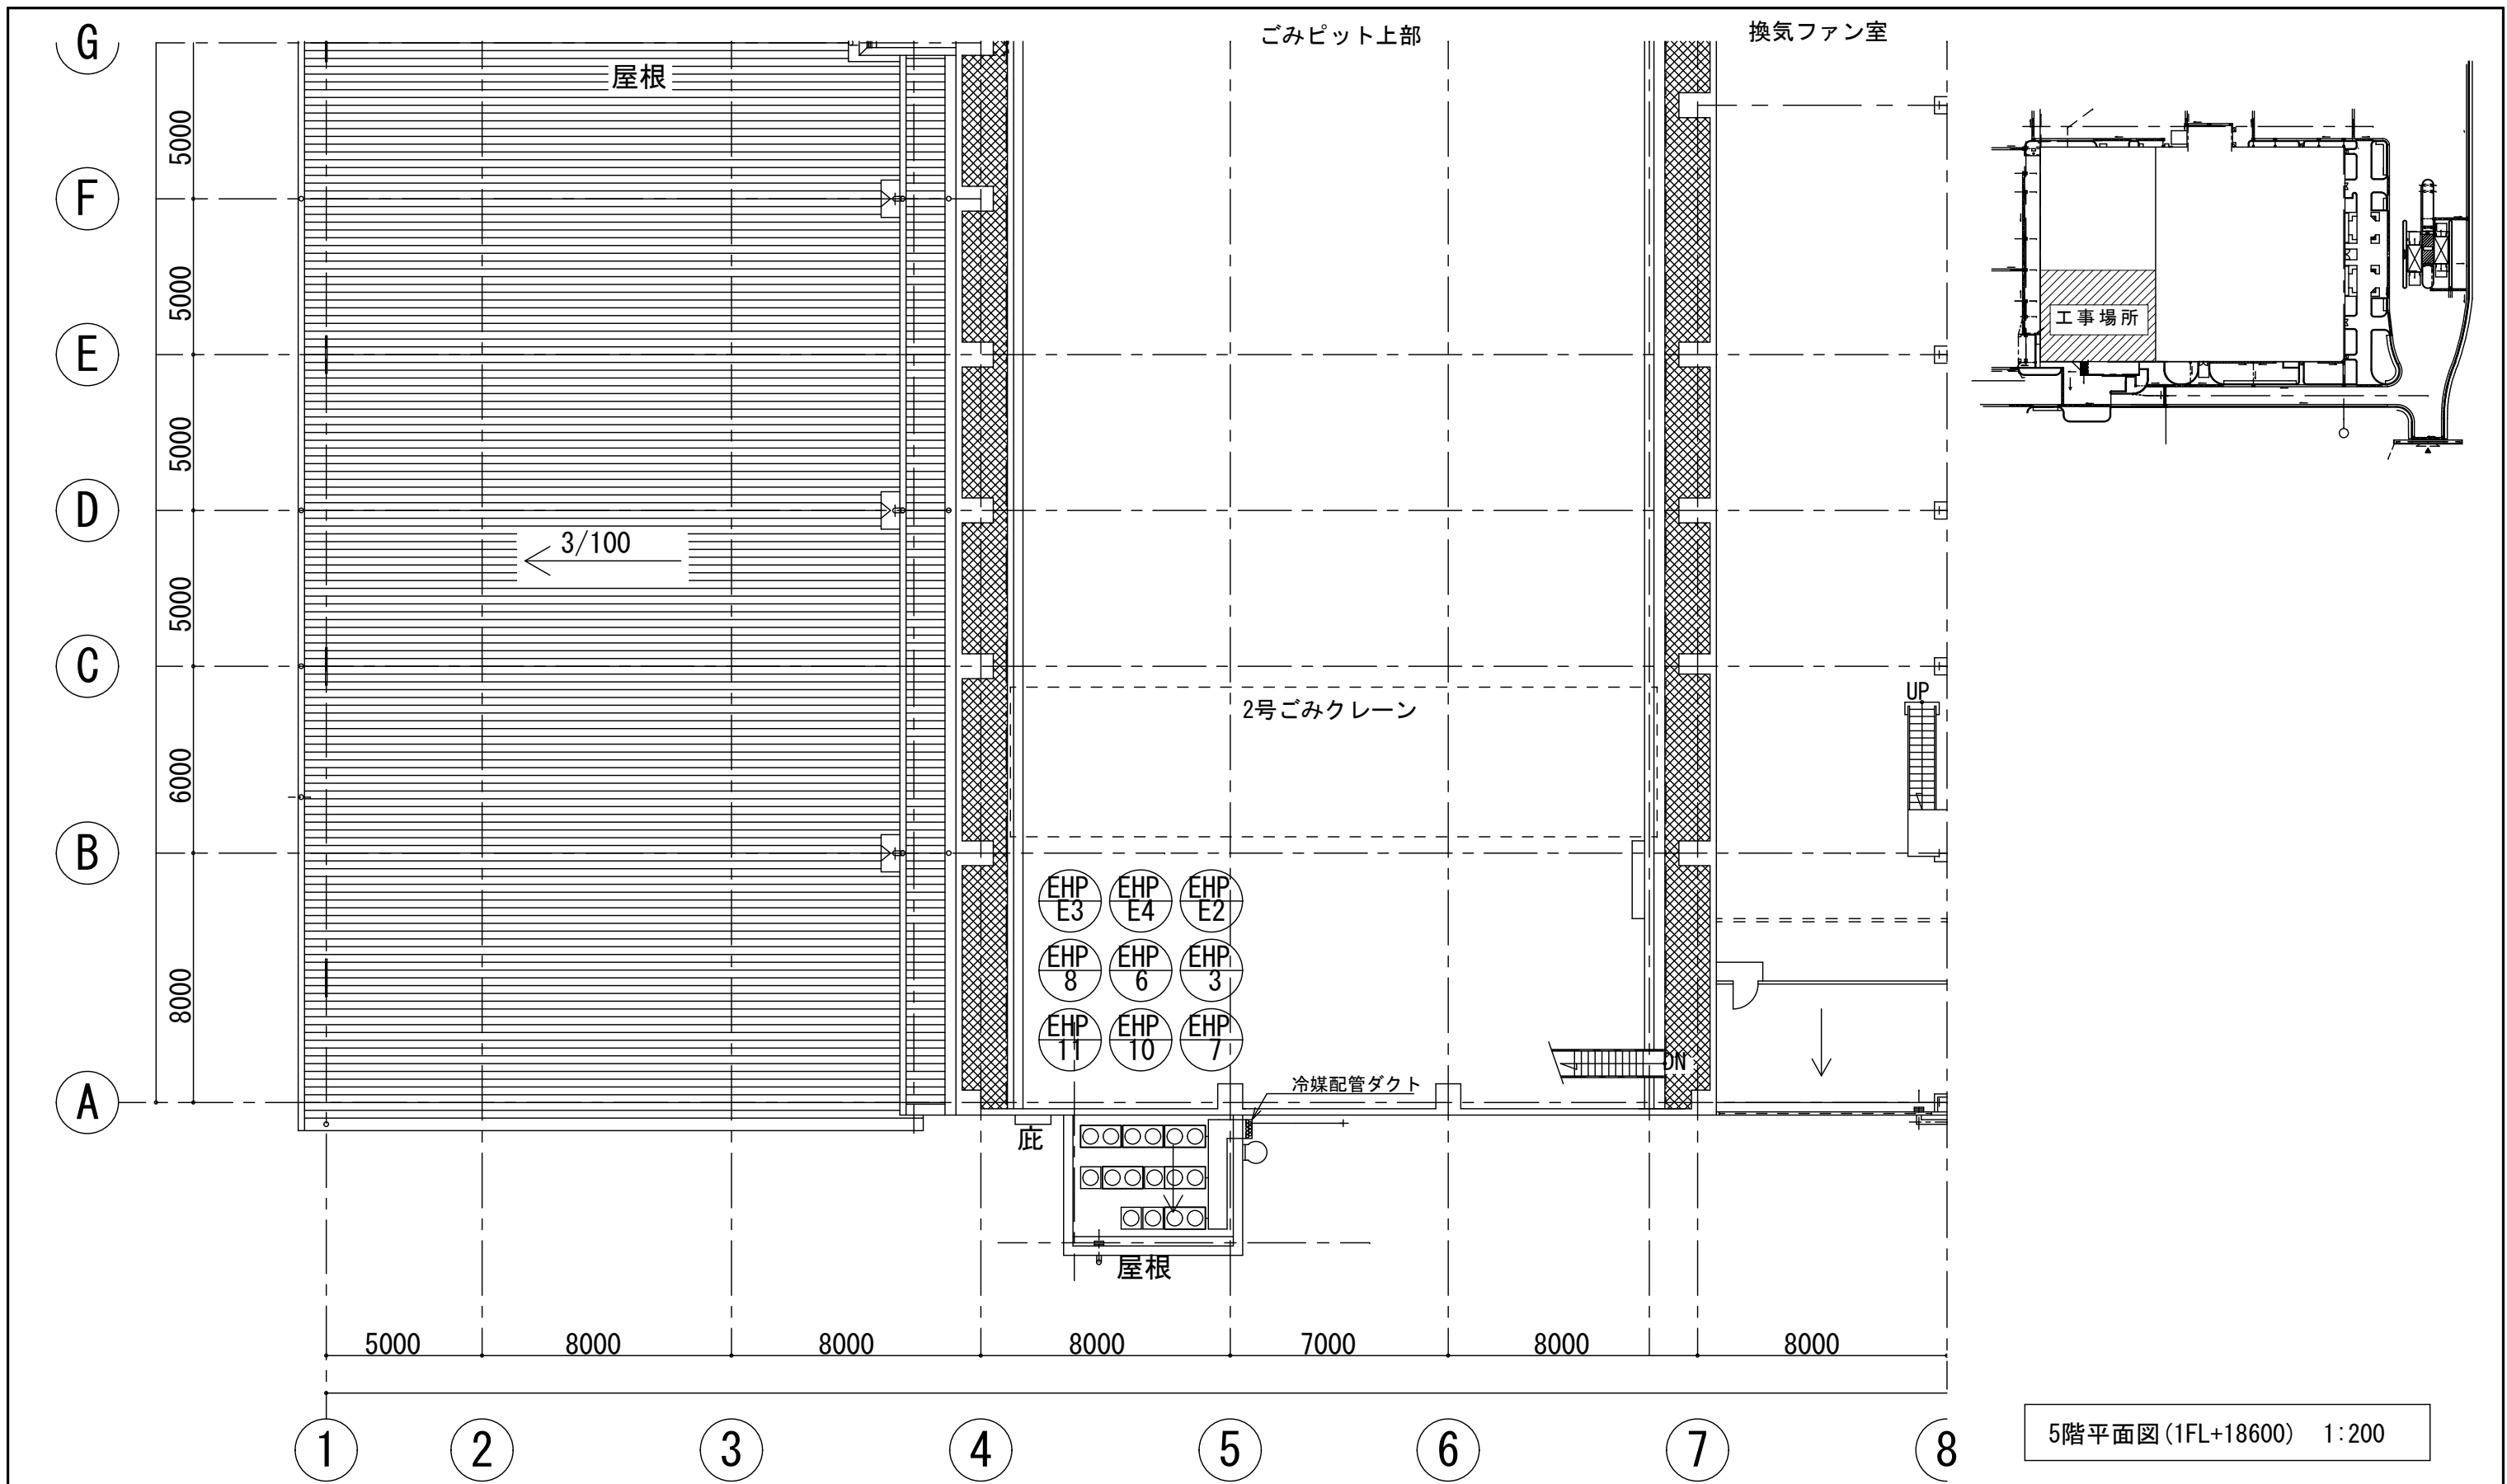 ごみピット上部
換気ファン室
G
屋根
5000
F
5000
E
工事場所
5000
D
3/100
5000
C
2号ごみクレーン
UP
6000
B
EHP E3
EHP E4
EHP E2
EHP 8
EHP 6
EHP 3
8000
EHP 11
EHP 10
EHP 7
DN
冷媒配管ダクト
A
庇
屋根
5000
8000
8000
8000
7000
8000
8000
1
2
3
4
5
6
7
8
5階平面図(1FL+18600) 1:200